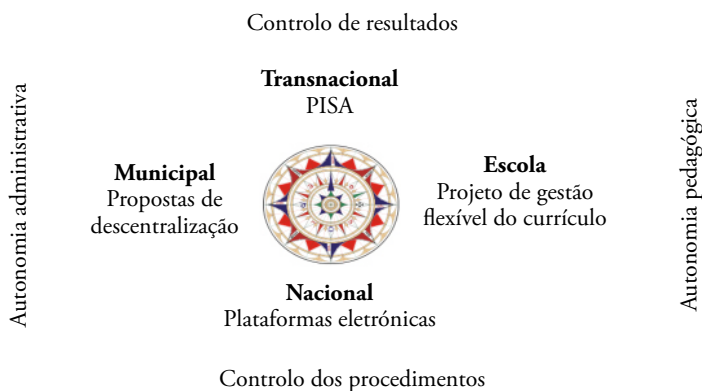 Controlo de resultados
Autonomia administrativa
Transnacional
PISA
Municipal
Propostas de
descentralização
Escola
Projeto de gestão
flexível do currículo
Autonomia pedagógica
Nacional
Plataformas eletrónicas
Controlo dos procedimentos